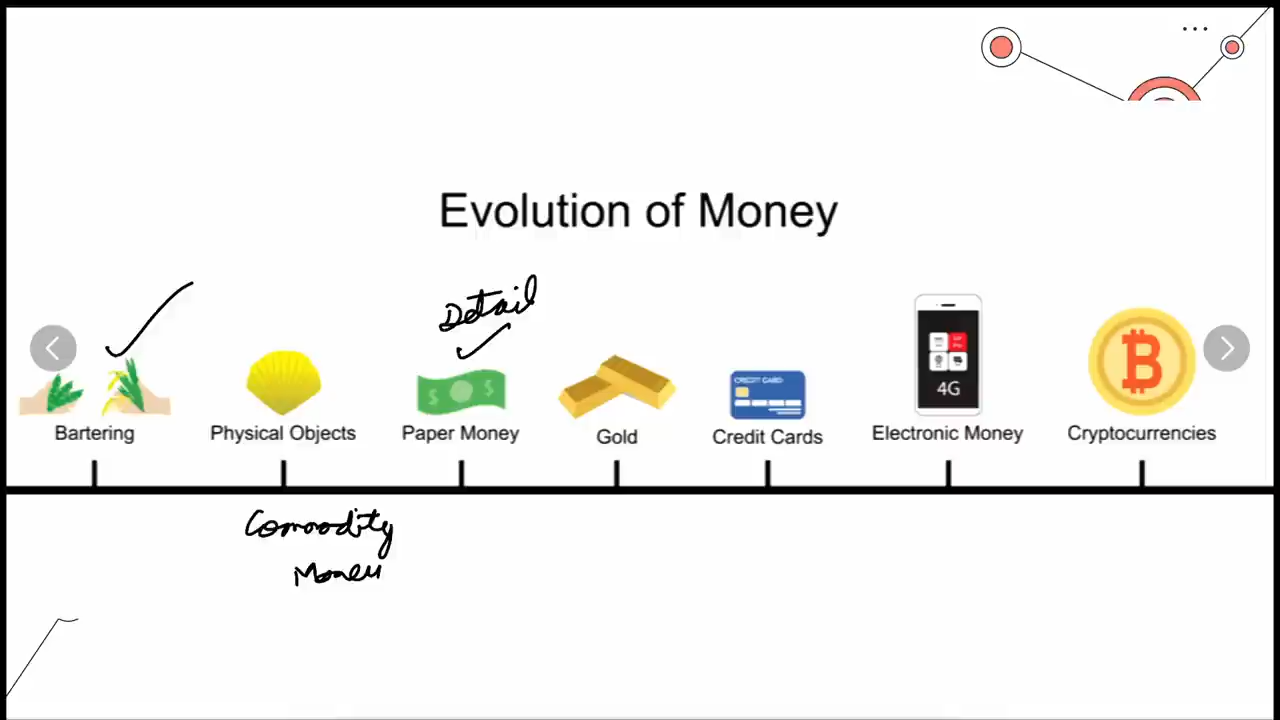 Evolution of Money
Detail
CREDIT CARD
4G
Bartering
Physical Objects
Paper Money
Gold
Credit Cards
Electronic Money
Cryptocurrencies
Commodity
Money